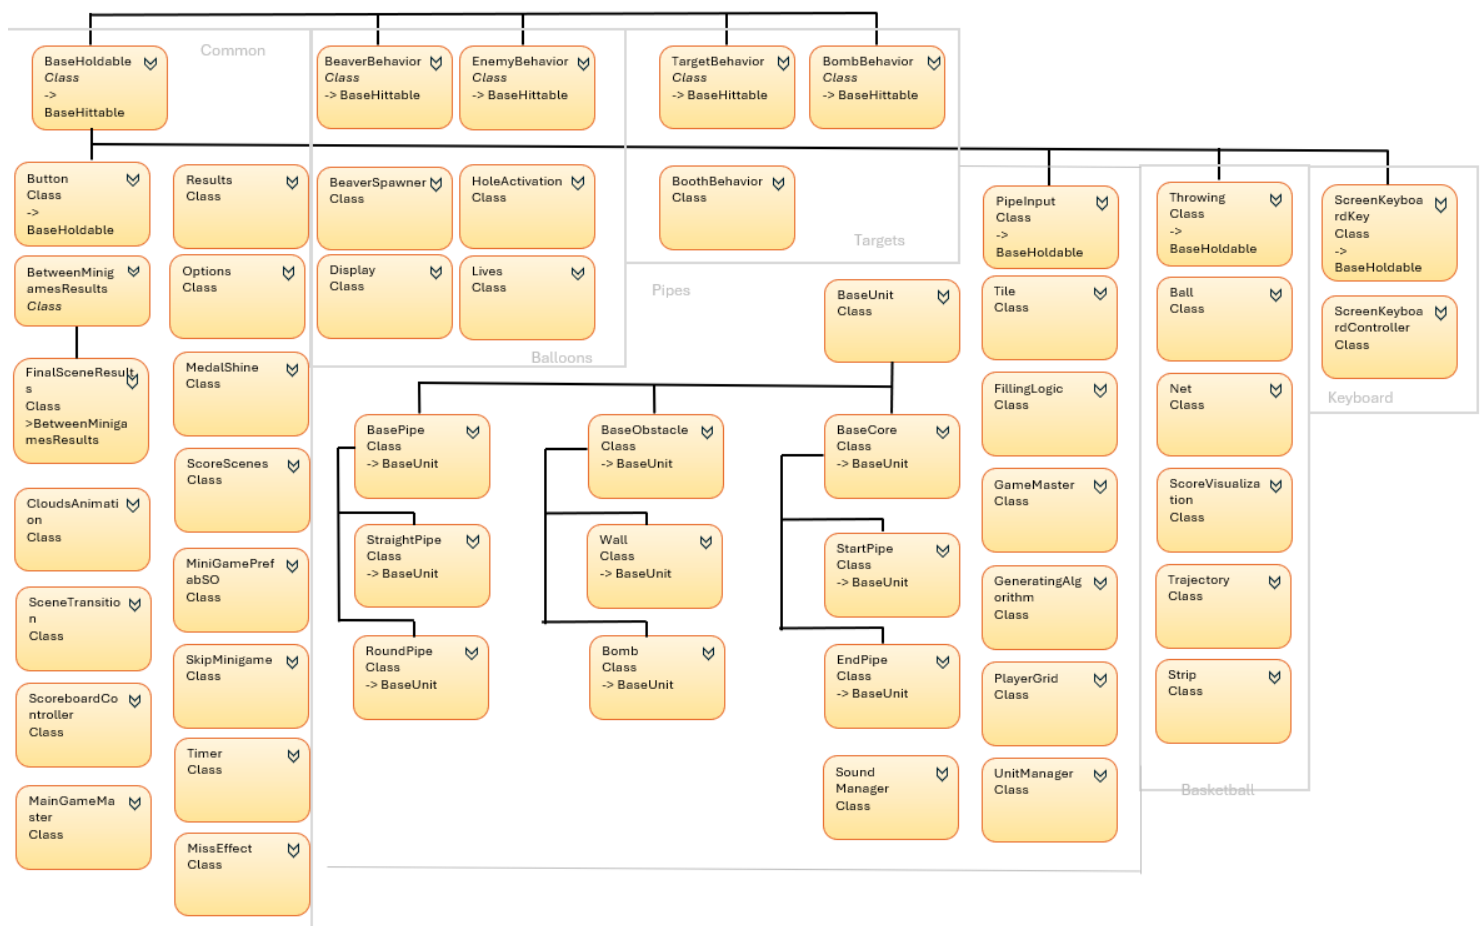 Common
BaseHoldable
Class
->
BaseHittable
BeaverBehavior
Class
-> BaseHittable
EnemyBehavior
Class
-> BaseHittable
TargetBehavior
Class
-> BaseHittable
BombBehavior
Class
-> BaseHittable
Button
Class
->
BaseHoldable
Results
Class
BeaverSpawner
Class
HoleActivation
Class
BoothBehavior
Class
Targets
PipeInput
Class
->
BaseHoldable
Throwing
Class
->
BaseHoldable
ScreenKeyboa
rdKey
Class
->
BaseHoldable
BetweenMinig
amesResults
Class
Options
Class
Display
Class
Lives
Class
Balloons
Pipes
BaseUnit
Class
Tile
Class
Ball
Class
ScreenKeyboa
rdController
Class
Keyboard
FinalSceneResult
s
Class
>BetweenMiniga
mesResults
MedalShine
Class
FillingLogic
Class
Net
Class
BasePipe
Class
-> BaseUnit
BaseObstacle
Class
-> BaseUnit
BaseCore
Class
-> BaseUnit
CloudsAnimati
on
Class
ScoreScenes
Class
GameMaster
Class
ScoreVisualiza
tion
Class
StraightPipe
Class
-> BaseUnit
Wall
Class
-> BaseUnit
StartPipe
Class
-> BaseUnit
SceneTransitio
n
Class
MiniGamePref
abSO
Class
GeneratingAlg
orithm
Class
Trajectory
Class
RoundPipe
Class
-> BaseUnit
Bomb
Class
-> BaseUnit
EndPipe
Class
-> BaseUnit
ScoreboardCo
ntroller
Class
SkipMinigame
Class
PlayerGrid
Class
Strip
Class
Timer
Class
Sound
Manager
Class
UnitManager
Class
Basketball
MainGameMa
ster
Class
MissEffect
Class